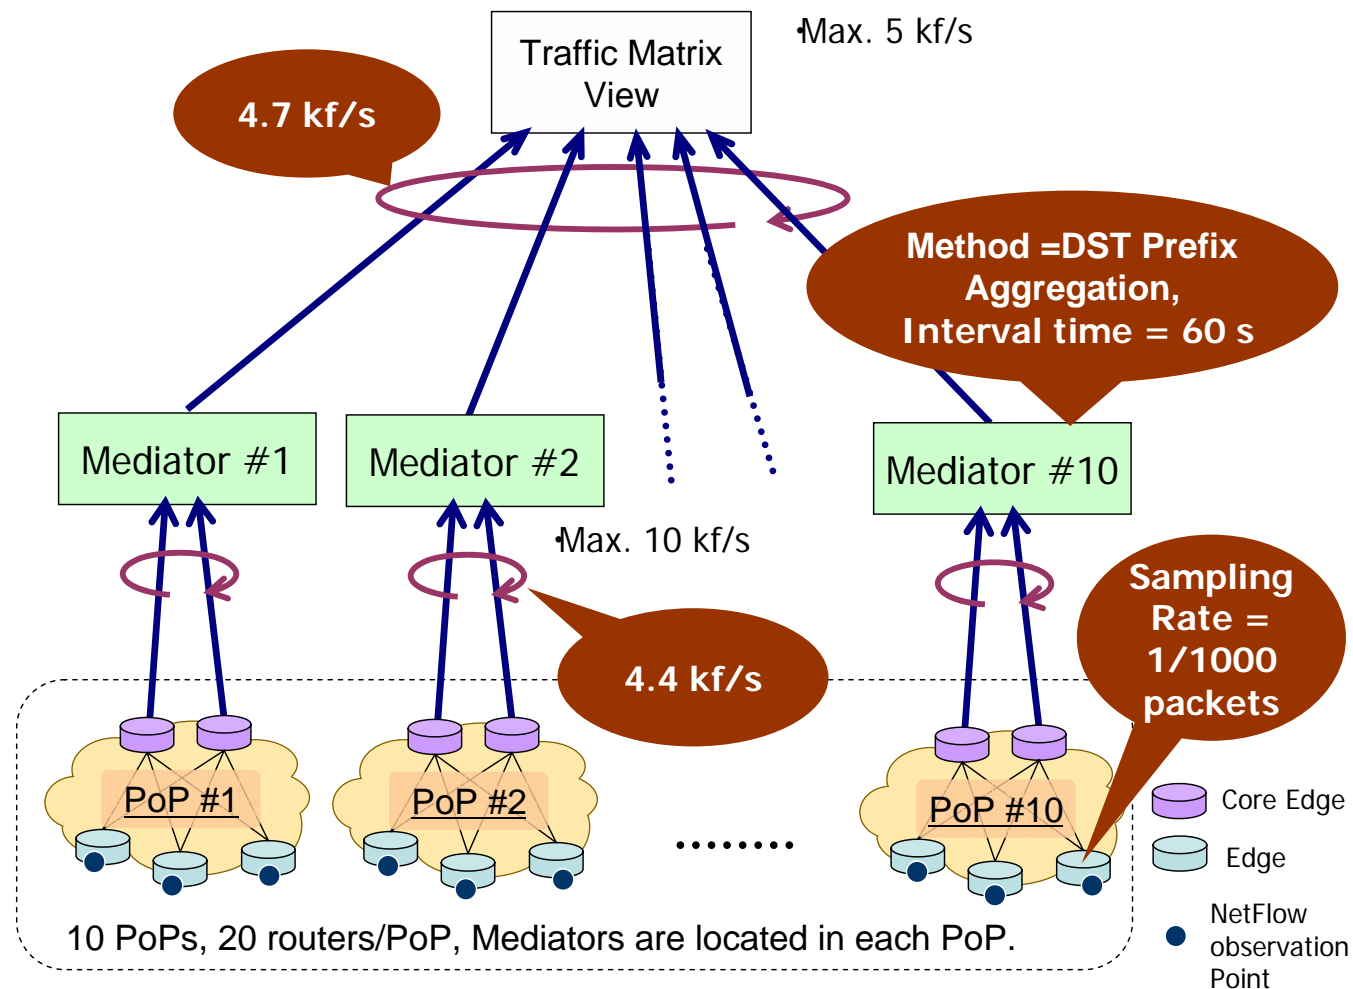 Traffic Matrix
View
•Max. 5 kf/s
4.7 kf/s
Method =DST Prefix
Aggregation,
Interval time = 60 s
Mediator #1
Mediator #2
Mediator #10
•Max. 10 kf/s
Sampling
Rate =
1/1000
packets
4.4 kf/s
PoP #1
PoP #2
PoP #10
........
Core Edge
Edge
NetFlow
observation
Point
10 PoPs, 20 routers/PoP, Mediators are located in each PoP.